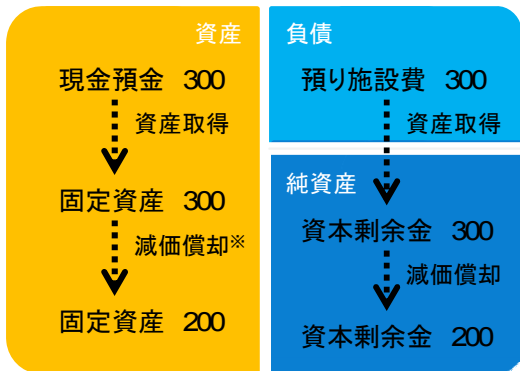 資産
現金預金 300
資産取得
固定資産 300
減価償却※
固定資産 200
負債
預り施設費 300
資産取得
純資産
資本剰余金 300
減価償却
資本剰余金 200